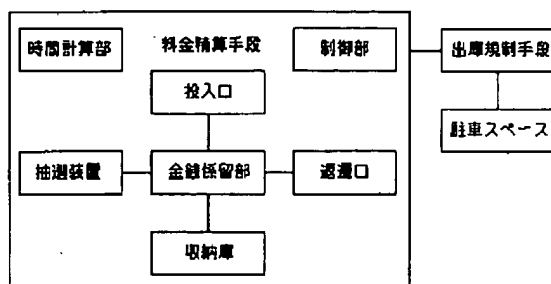 時間計算部
料金精算手段
制御部
出庫規制手段
投入口
駐車スペース
抽選装置
金銭係留部
返還口
収納庫